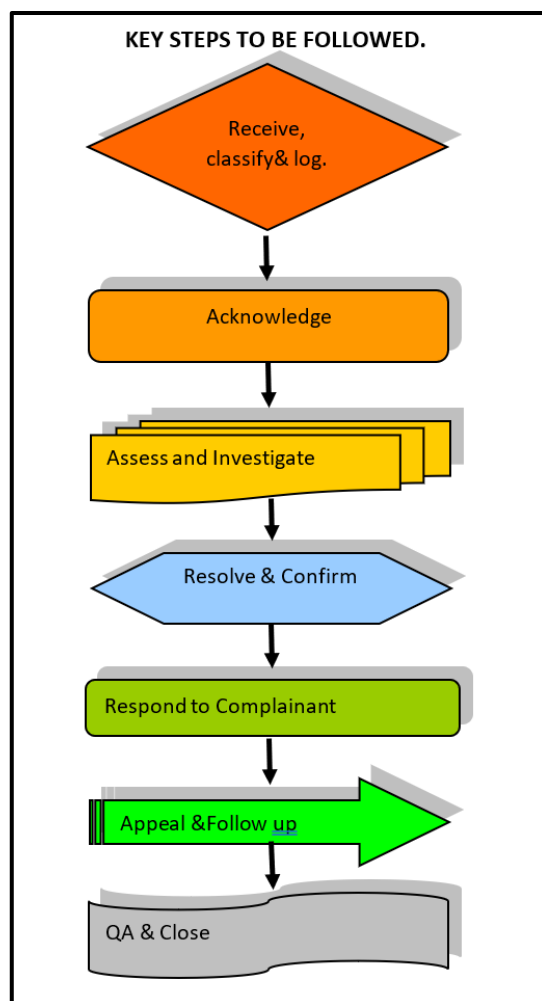 KEY STEPS TO BE FOLLOWED.
Receive,
classify& log.
Acknowledge
Assess and Investigate
Resolve & Confirm
Respond to Complainant
Appeal &Follow up
QA & Close